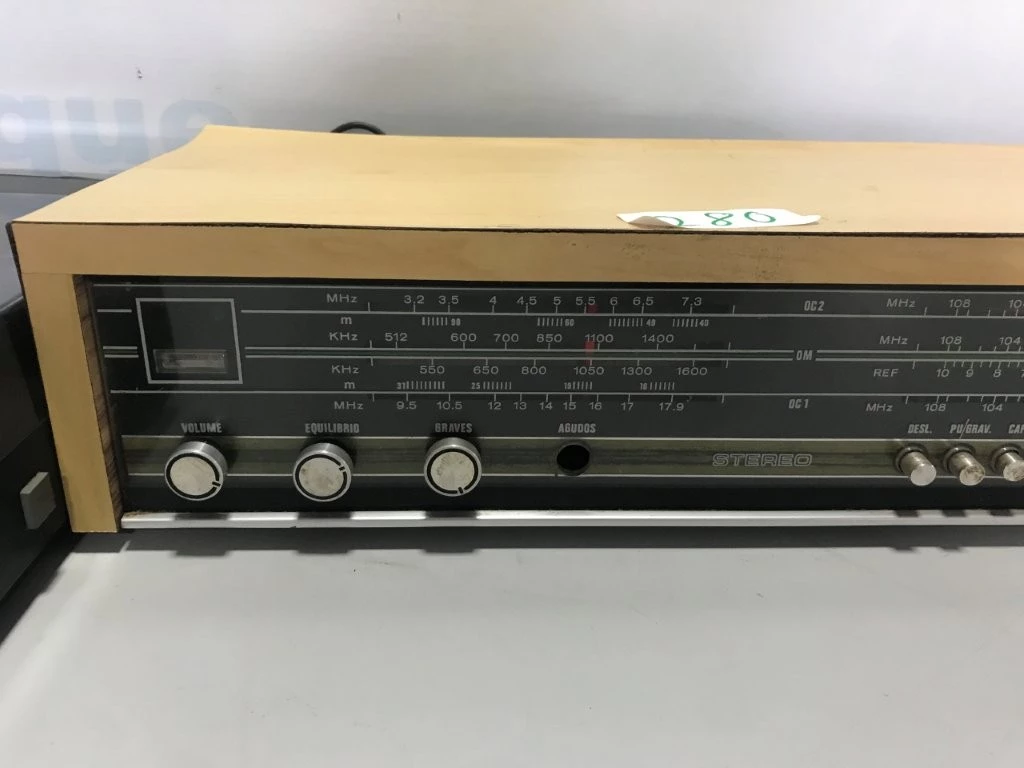 280
MHz 3,2 3,5 4 4,5 5 5,5 6 6,5 7,3 OC2 MHz 108
m 60 49 40
KHz 512 600 700 850 1100 1400 MHz 108 104
OM
KHz 550 650 800 1050 1300 1600 REF 10 9 8
m 31 25 19 16
MHz 9.5 10.5 12 13 14 15 16 17 17.9 OC1 MHz 108 104
VOLUME EQUILIBRIO GRAVES AGUDOS DESL. PU/GRAV.
STEREO